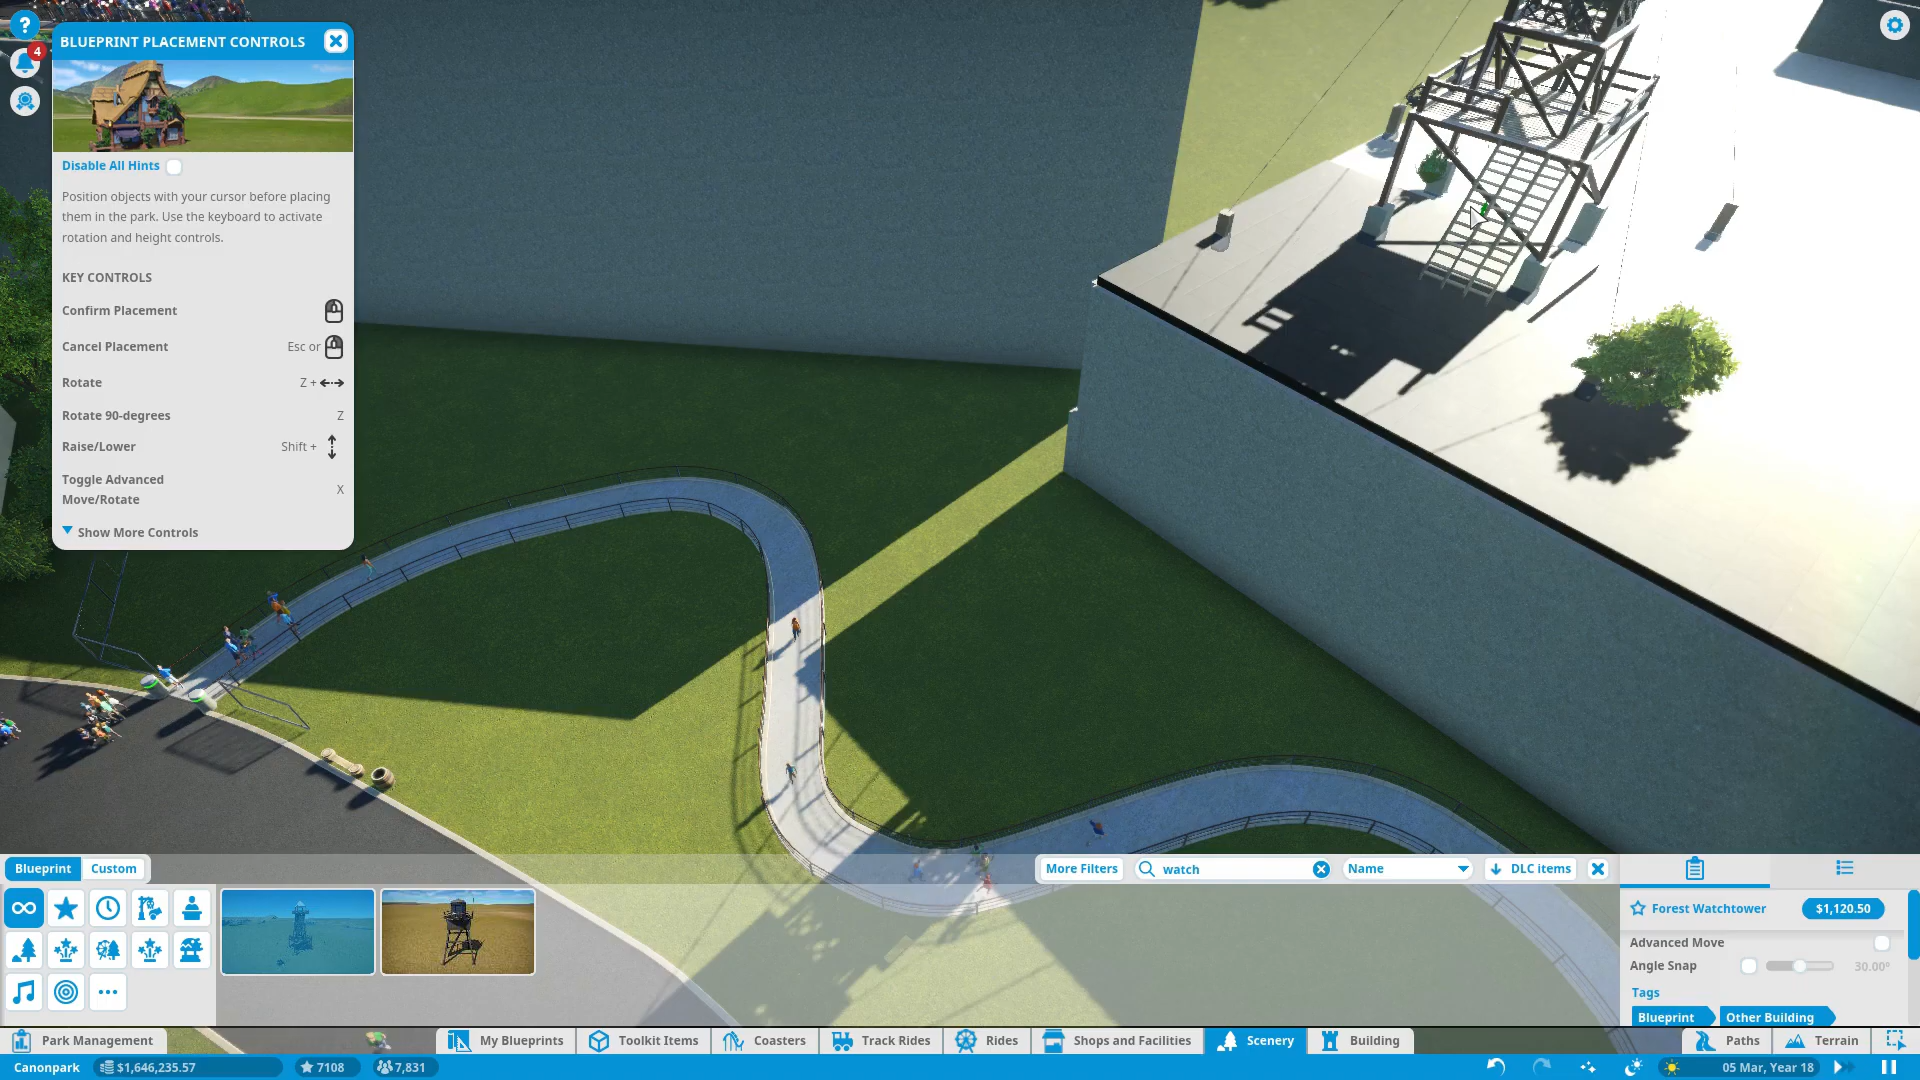 ?
4
BLUEPRINT PLACEMENT CONTROLS
Disable All Hints
Position objects with your cursor before placing
them in the park. Use the keyboard to activate
rotation and height controls.
KEY CONTROLS
Confirm Placement
Cancel Placement Esc or
Rotate Z +
Rotate 90-degrees Z
Raise/Lower Shift +
Toggle Advanced
Move/Rotate X
Show More Controls
Blueprint Custom
More Filters watch Name DLC items
Forest Watchtower $1,120.50
Advanced Move
Angle Snap 30.00°
Tags
Blueprint Other Building
Park Management My Blueprints Toolkit Items Coasters Track Rides Rides Shops and Facilities Scenery Building Paths Terrain
Canonpark $1,646,235.57 7108 7,831 05 Mar, Year 18